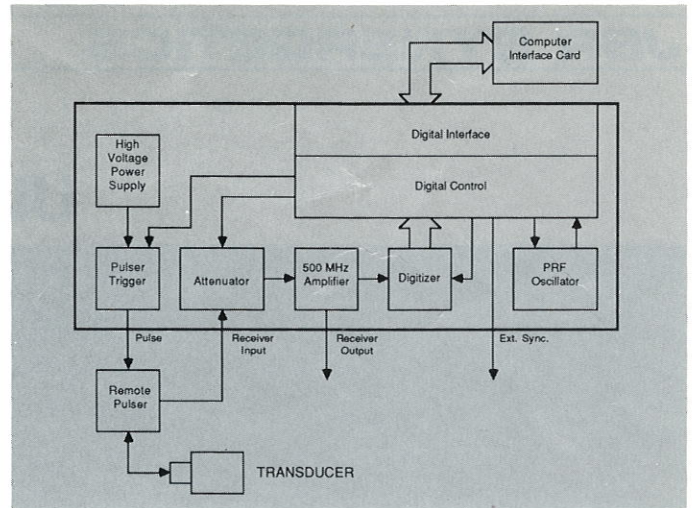 Computer
Interface Card
Digital Interface
High
Voltage
Power
Supply
Digital Control
Pulser
Trigger
Attenuator
500 MHz
Amplifier
Digitizer
PRF
Oscillator
Pulse
Receiver
Input
Receiver
Output
Ext. Sync.
Remote
Pulser
TRANSDUCER